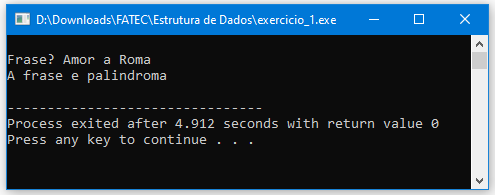 D:\Downloads\FATEC\Estrutura de Dados\exercicio_1.exe
Frase? Amor a Roma
A frase e palindroma
--------------------------------
Process exited after 4.912 seconds with return value 0
Press any key to continue . . .